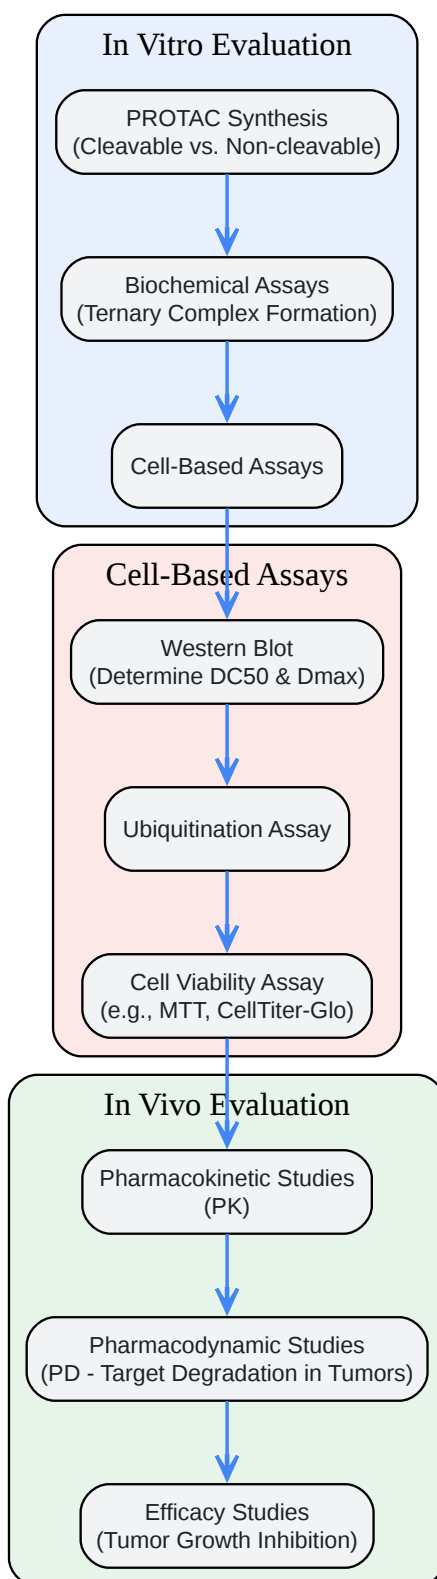 In Vitro Evaluation
PROTAC Synthesis
(Cleavable vs. Non-cleavable)
Biochemical Assays
(Ternary Complex Formation)
Cell-Based Assays
Cell-Based Assays
Western Blot
(Determine DC50 & Dmax)
Ubiquitination Assay
Cell Viability Assay
(e.g., MTT, CellTiter-Glo)
In Vivo Evaluation
Pharmacokinetic Studies
(PK)
Pharmacodynamic Studies
(PD - Target Degradation in Tumors)
Efficacy Studies
(Tumor Growth Inhibition)